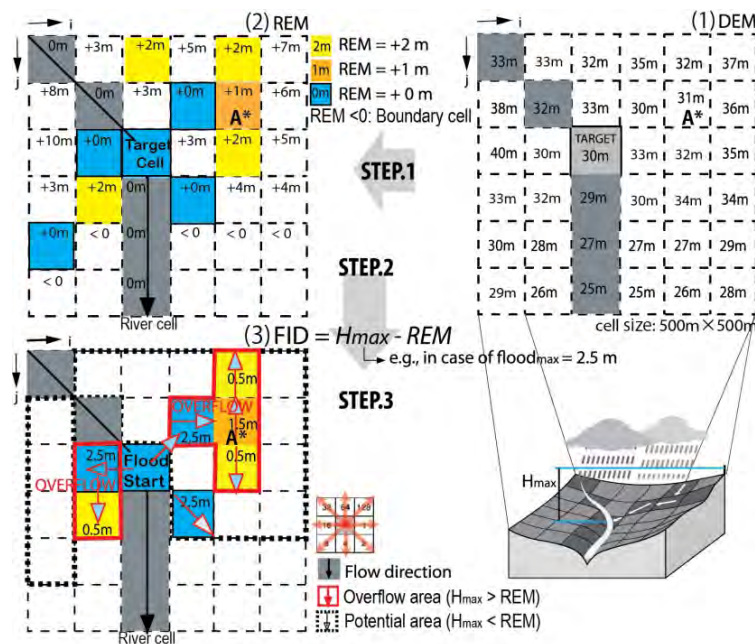 i
(2) REM
j
0m +3m +2m +5m +2m +7m
+8m 0m +3m +0m +1m +6m
A*
+10m +0m Target Cell +3m +2m +5m
+3m +2m 0m +0m +4m +4m
+0m < 0 0m < 0 < 0 < 0
< 0 0m
River cell
2m REM = +2 m
1m REM = +1 m
0m REM = + 0 m
REM <0: Boundary cell
STEP.1
STEP.2
STEP.3
(1) DEM
i
j
33m 33m 32m 35m 32m 37m
38m 32m 33m 30m 31m 36m
A*
TARGET
40m 30m 30m 33m 32m 35m
33m 32m 29m 30m 34m 34m
30m 28m 27m 27m 27m 29m
29m 26m 25m 25m 26m 28m
cell size: 500m×500m
(3) FID = Hmax - REM
e.g., in case of floodmax = 2.5 m
i
j
0.5m
OVERFLOW
2.5m 1.5m
A*
2.5m Flood Start 0.5m
OVERFLOW
0.5m 2.5m
River cell
32 64 128
16 1
Flow direction
Overflow area (Hmax > REM)
Potential area (Hmax < REM)
Hmax